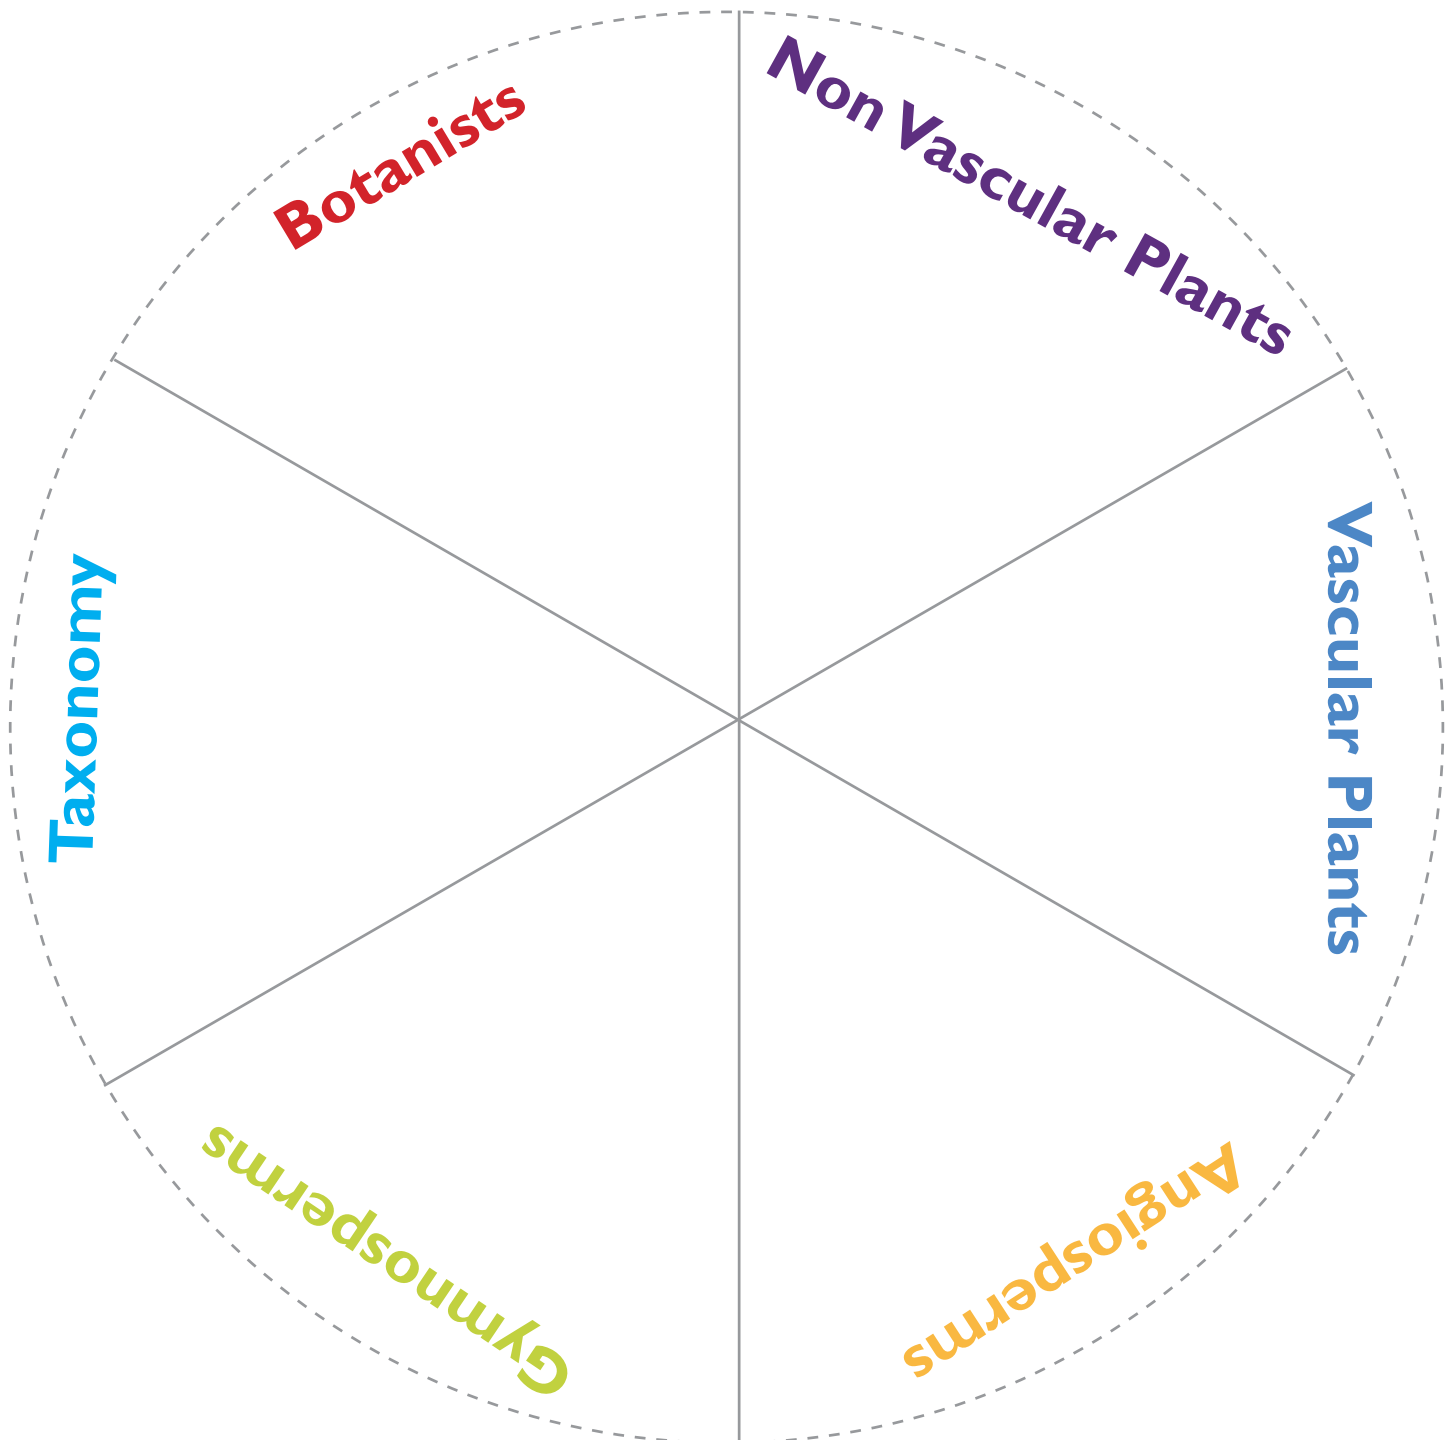 Botanists
Non Vascular Plants
Vascular Plants
Angiosperms
Gymnosperms
Taxonomy